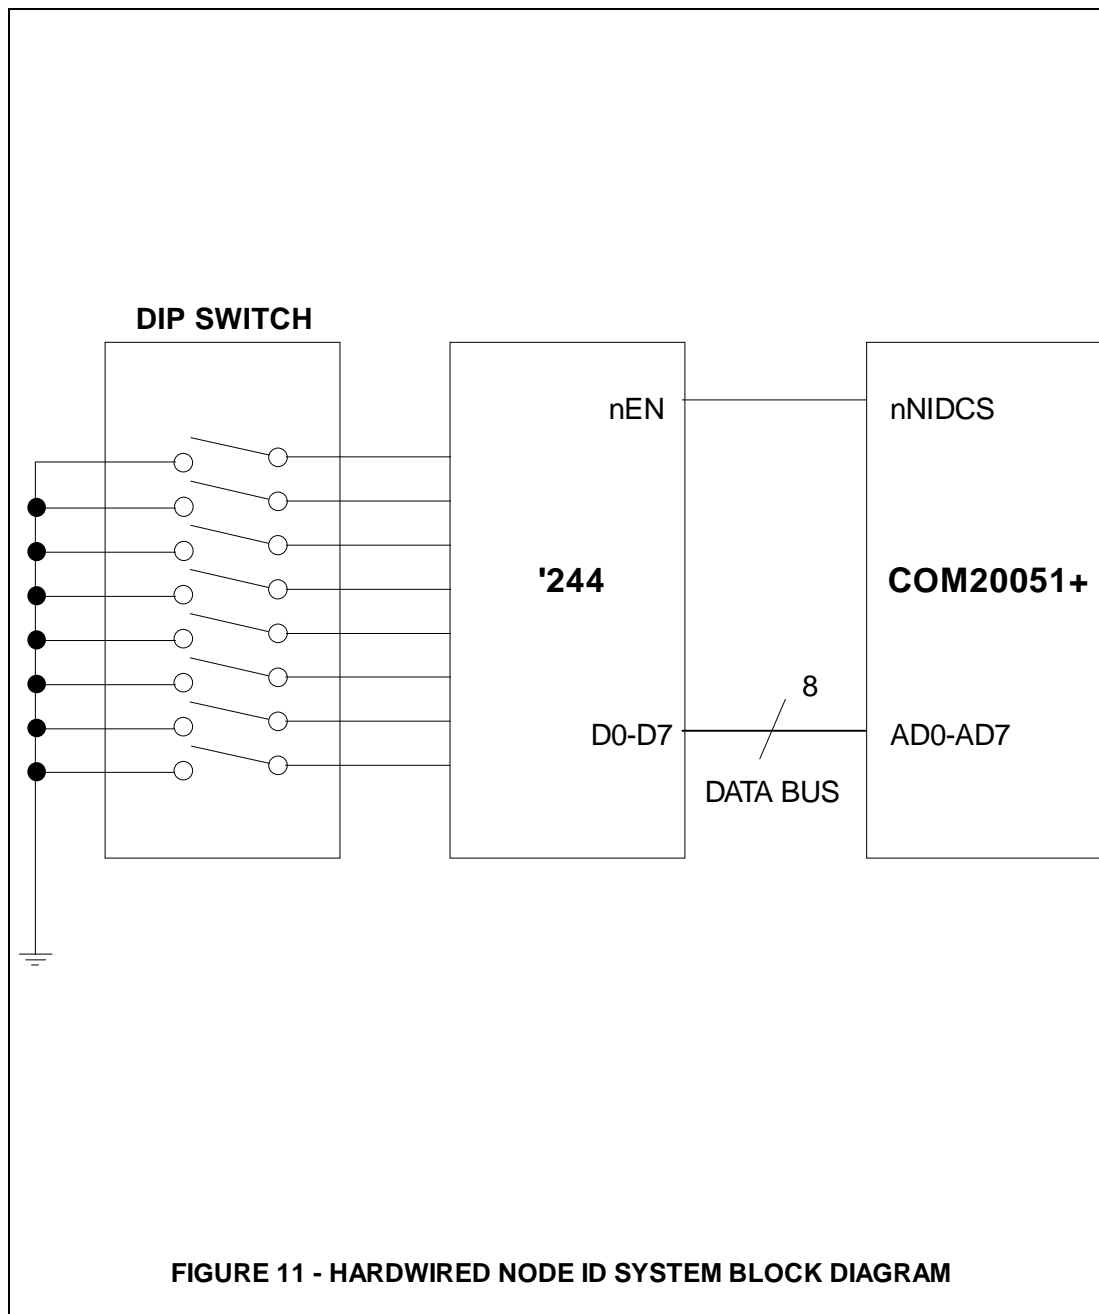 DIP SWITCH
nEN
nNIDCS
'244
COM20051+
8
D0-D7
AD0-AD7
DATA BUS
FIGURE 11 - HARDWIRED NODE ID SYSTEM BLOCK DIAGRAM